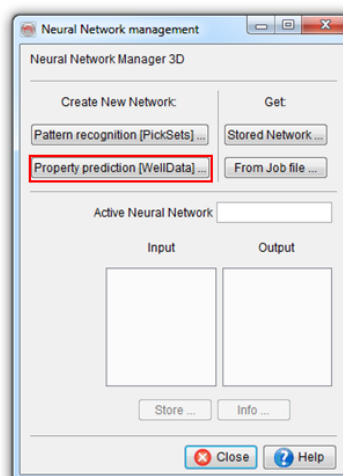 Neural Network management
Neural Network Manager 3D
Create New Network: Get:
Pattern recognition [PickSets] ... Stored Network ...
Property prediction [WellData] ... From Job file ...
Active Neural Network
Input Output
Store ... Info ...
Close Help